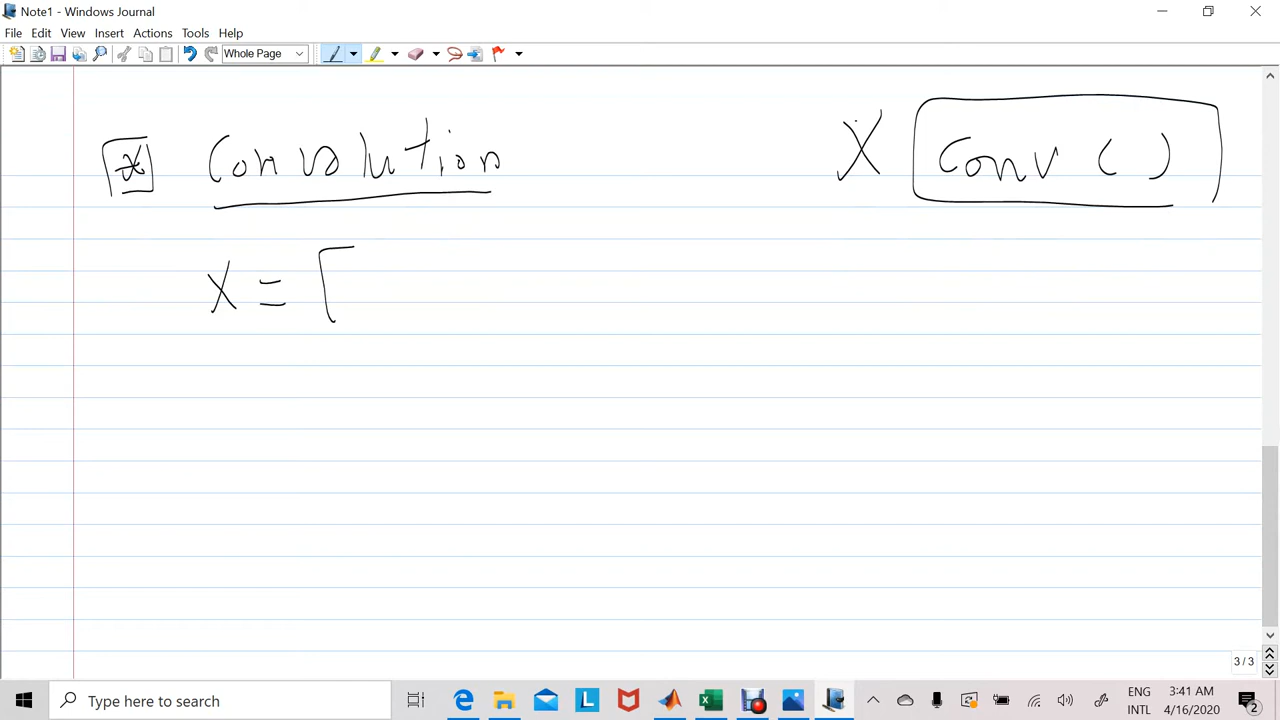 Note1 - Windows Journal
File Edit View Insert Actions Tools Help
Whole Page
* Convolution X Conv ( )
X = [
3 / 3
Type here to search
ENG
INTL
3:41 AM
4/16/2020
2